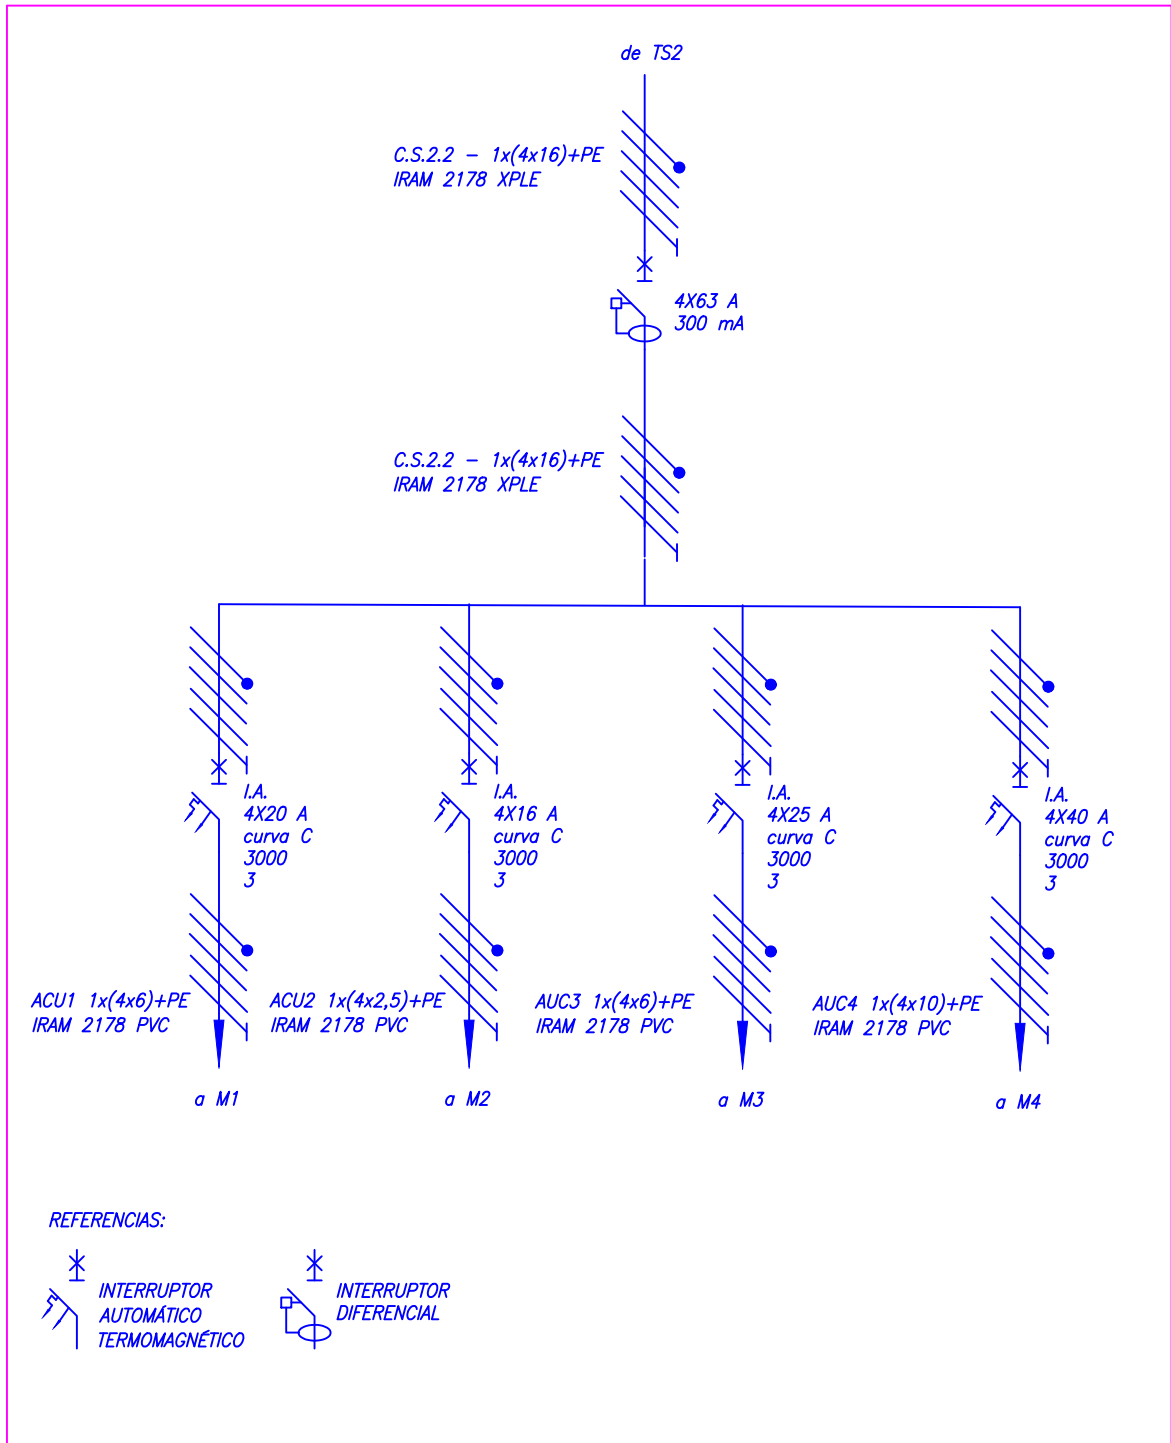 de TS2
C.S.2.2 - 1x(4x16)+PE
IRAM 2178 XPLE
4X63 A
300 mA
C.S.2.2 - 1x(4x16)+PE
IRAM 2178 XPLE
I.A.
4X20 A
curva C
3000
3
I.A.
4X16 A
curva C
3000
3
I.A.
4X25 A
curva C
3000
3
I.A.
4X40 A
curva C
3000
3
ACU1 1x(4x6)+PE
IRAM 2178 PVC
ACU2 1x(4x2,5)+PE
IRAM 2178 PVC
AUC3 1x(4x6)+PE
IRAM 2178 PVC
AUC4 1x(4x10)+PE
IRAM 2178 PVC
a M1
a M2
a M3
a M4
REFERENCIAS:
INTERRUPTOR
AUTOMÁTICO
TERMOMAGNÉTICO
INTERRUPTOR
DIFERENCIAL